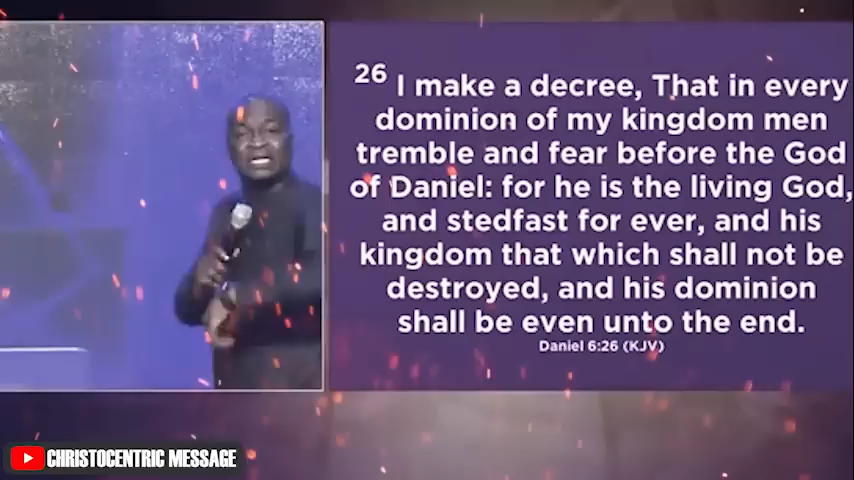 26 I make a decree, That in every
dominion of my kingdom men
tremble and fear before the God
of Daniel: for he is the living God,
and stedfast for ever, and his
kingdom that which shall not be
destroyed, and his dominion
shall be even unto the end.
Daniel 6:26 (KJV)
CHRISTOCENTRIC MESSAGE